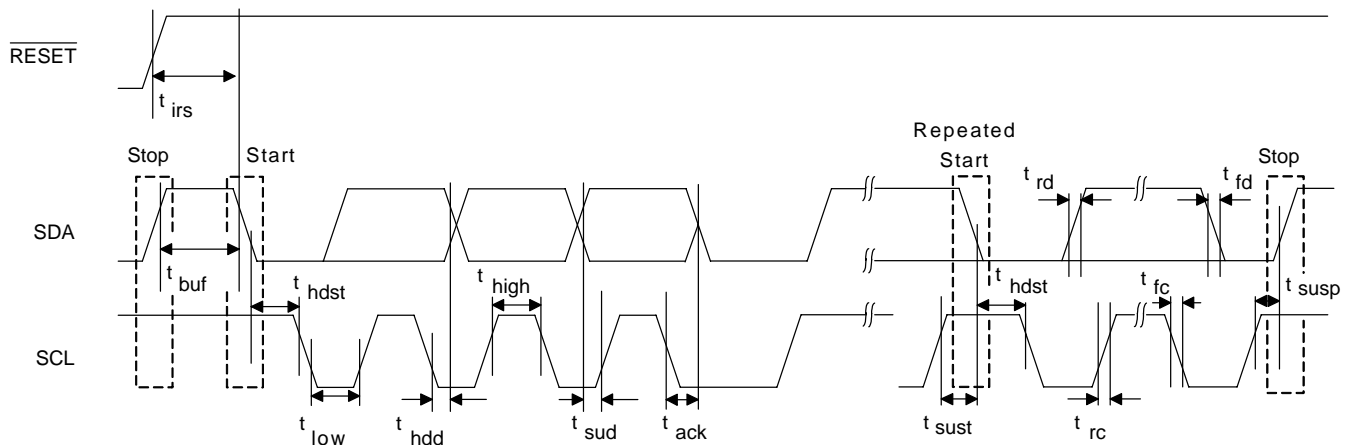 RESET
t irs
Repeated
Stop
Start
Start
Stop
t rd
t fd
SDA
t buf
t hdst
t high
t hdst
t fc
t susp
SCL
t low
t hdd
t sud
t ack
t sust
t rc